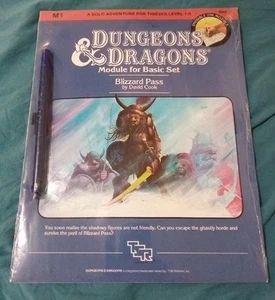 M1
A SOLO ADVENTURE FOR THIEVES, LEVEL 1-3
DUNGEONS
& DRAGONS
Module for Basic Set
Blizzard Pass
by David Cook
You soon realize the shadowy figures are not friendly. Can you escape the ghastly horde and
survive the peril of Blizzard Pass?
TSR